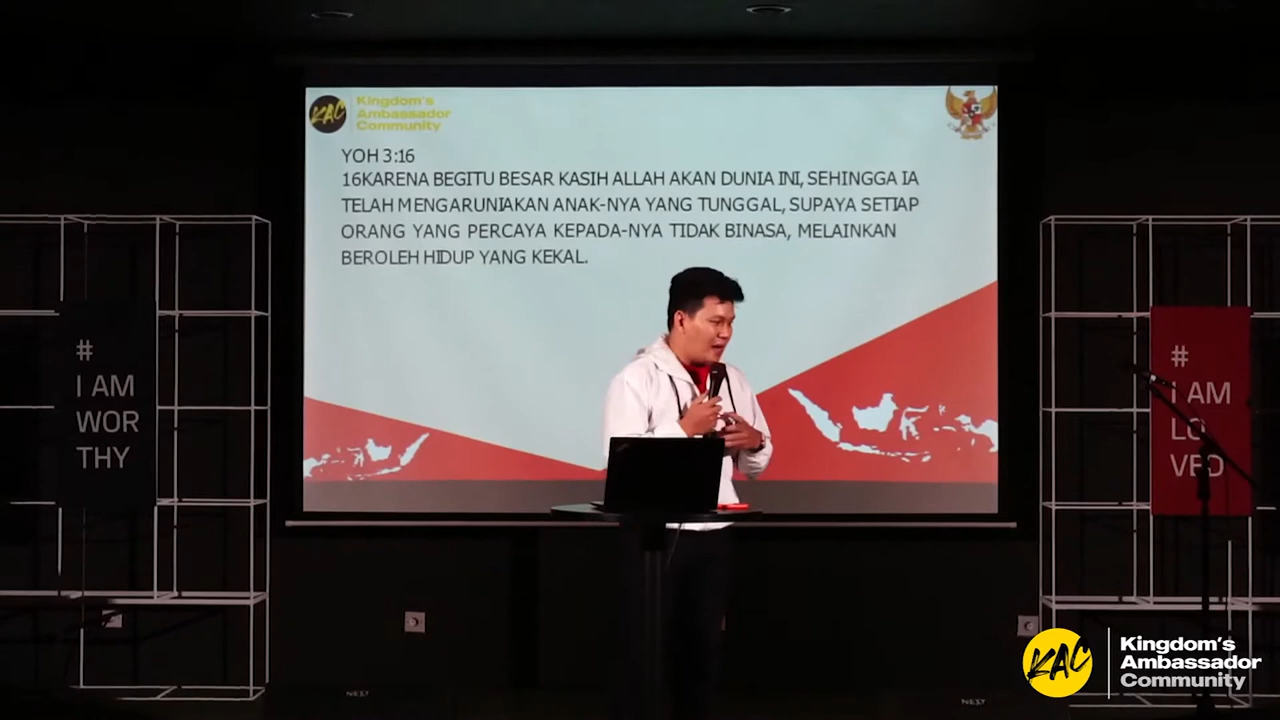 KAC
Kingdom's
Ambassador
Community
YOH 3:16
16KARENA BEGITU BESAR KASIH ALLAH AKAN DUNIA INI, SEHINGGA IA
TELAH MENGARUNIAKAN ANAK-NYA YANG TUNGGAL, SUPAYA SETIAP
ORANG YANG PERCAYA KEPADA-NYA TIDAK BINASA, MELAINKAN
BEROLEH HIDUP YANG KEKAL.
#
I AM
WOR
THY
#
I AM
LO
VED
NEXT
NEXT
KAC
Kingdom's
Ambassador
Community